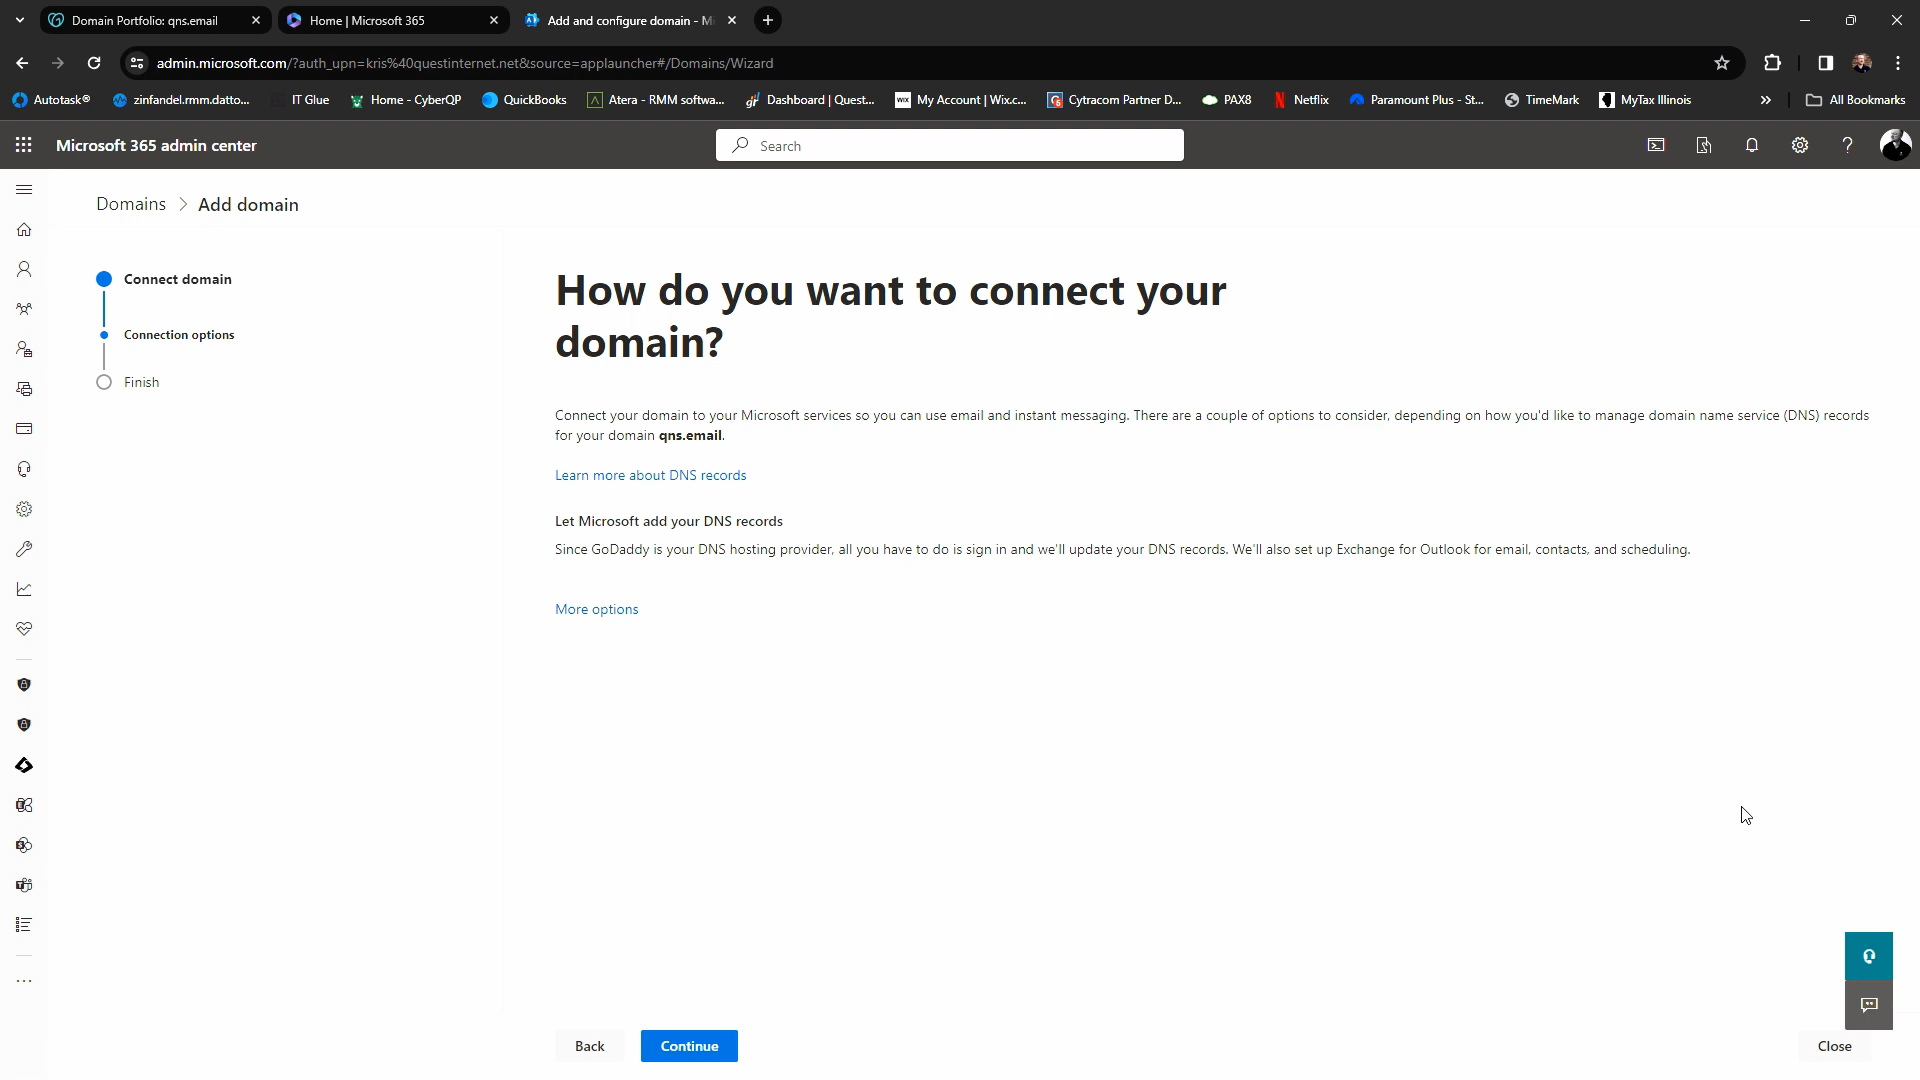 Domain Portfolio: qns.email
Home | Microsoft 365
Add and configure domain - M
admin.microsoft.com/?auth_upn=kris%40questinternet.net&source=applauncher#/Domains/Wizard
Autotask®
zinfandel.rmm.datto...
IT Glue
Home - CyberQP
QuickBooks
Atera - RMM softwa...
Dashboard | Quest...
WIX
My Account | Wix.c...
Cytracom Partner D...
PAX8
Netflix
Paramount Plus - St...
TimeMark
MyTax Illinois
All Bookmarks
Microsoft 365 admin center
Search
Domains > Add domain
Connect domain
Connection options
Finish
How do you want to connect your
domain?
Connect your domain to your Microsoft services so you can use email and instant messaging. There are a couple of options to consider, depending on how you'd like to manage domain name service (DNS) records
for your domain qns.email.
Learn more about DNS records
Let Microsoft add your DNS records
Since GoDaddy is your DNS hosting provider, all you have to do is sign in and we'll update your DNS records. We'll also set up Exchange for Outlook for email, contacts, and scheduling.
More options
Back
Continue
Close